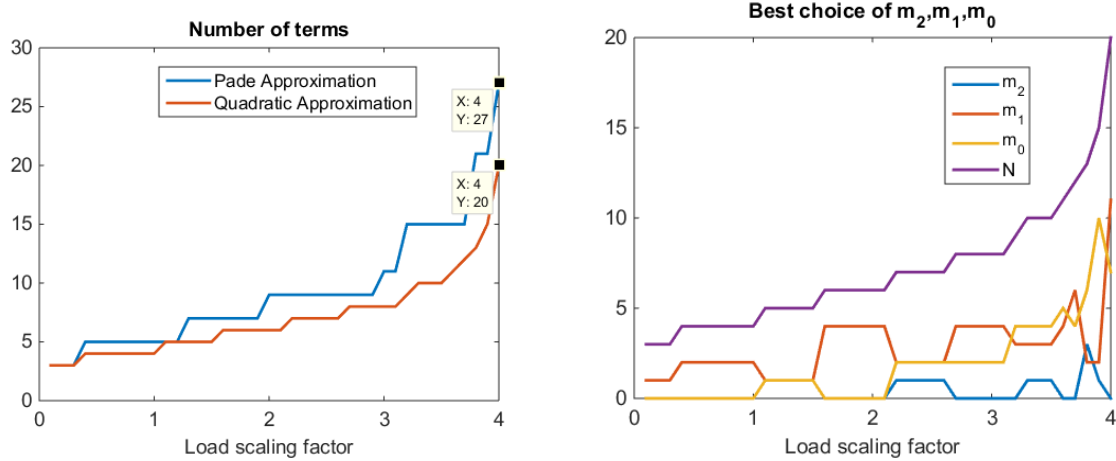 Number of terms
30
25
20
15
10
5
0
Pade Approximation
Quadratic Approximation
X: 4
Y: 27
X: 4
Y: 20
0 1 2 3 4
Load scaling factor
Best choice of m2,m1,m0
20
15
10
5
0
m2
m1
m0
N
0 1 2 3 4
Load scaling factor